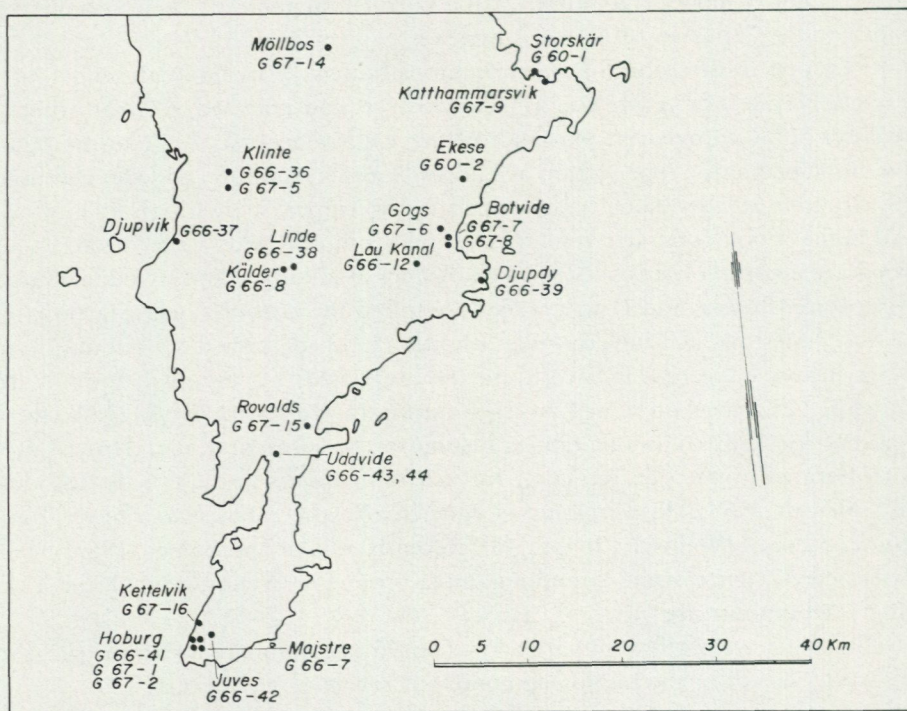 Möllbos
G 67-14
Storskär
G 60-1
Katthammarsvik
G 67-9
Klinte
G 66-36
G 67-5
Ekese
G 60-2
Gogs
G 67-6
Botvide
G 67-7
G 67-8
Djupvik
G 66-37
Linde
G 66-38
Lau Kanal
G 66-12
Kälder
G 66-8
Djupdy
G 66-39
Rovalds
G 67-15
Uddvide
G 66-43, 44
Kettelvik
G 67-16
Hoburg
G 66-41
G 67-1
G 67-2
Majstre
G 66-7
Juves
G 66-42
0 5 10 20 30 40 Km